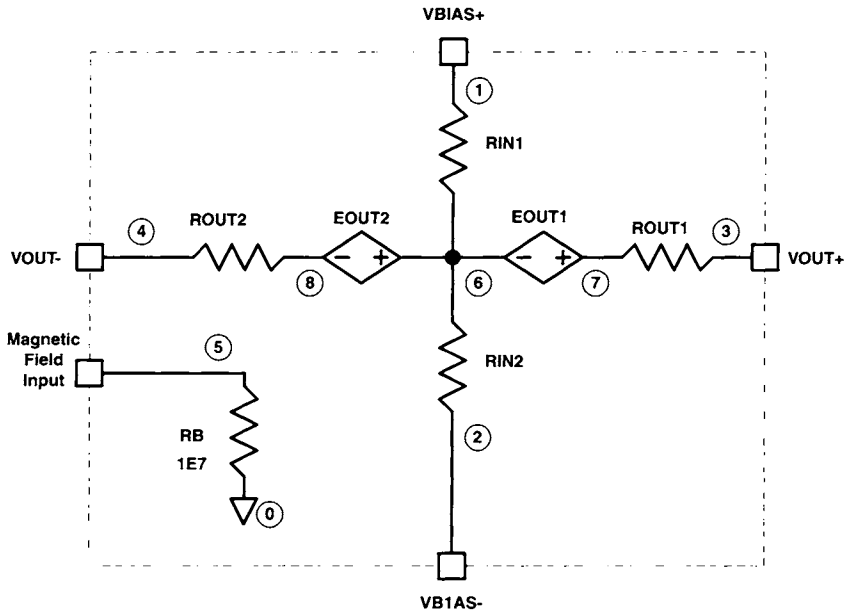 VBIAS+
1
RIN1
ROUT2
EOUT2
EOUT1
ROUT1
4
3
VOUT-
- +
- +
VOUT+
8
6
7
Magnetic
Field
Input
5
RIN2
RB
1E7
2
0
VB1AS-